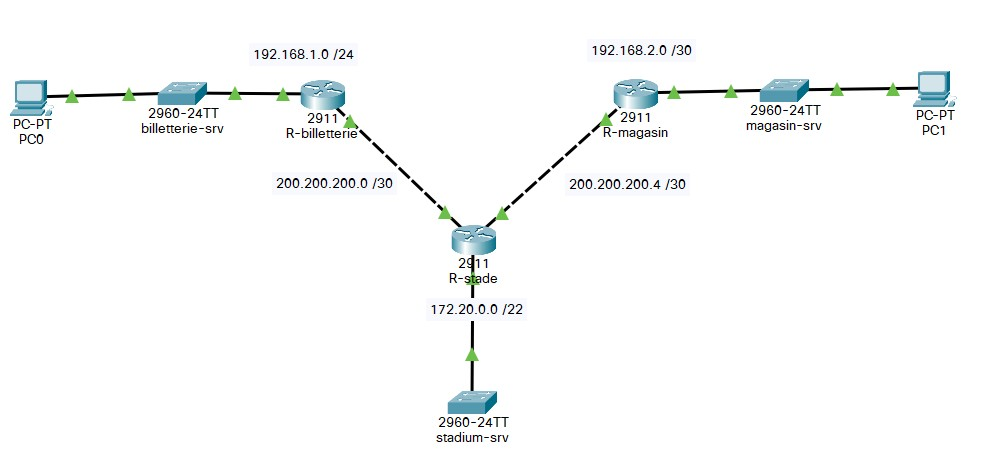 192.168.1.0 /24
192.168.2.0 /30
PC-PT
PC0
2960-24TT
billetterie-srv
2911
R-billetterie
2911
R-magasin
2960-24TT
magasin-srv
PC-PT
PC1
200.200.200.0 /30
200.200.200.4 /30
2911
R-stade
172.20.0.0 /22
2960-24TT
stadium-srv